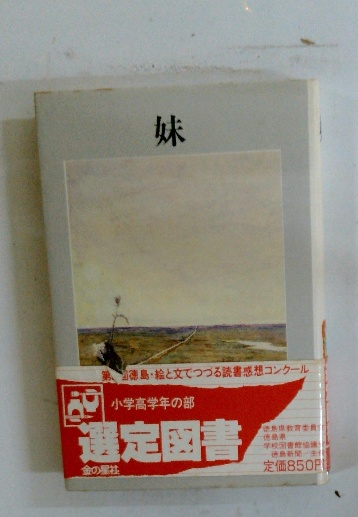 妹
徳島・絵と文でつづる読書感想コンクール
小学高学年の部
選定図書
金の星社
徳島県教育委員会
徳島県
学校図書館協議会
徳島新聞
定価850円